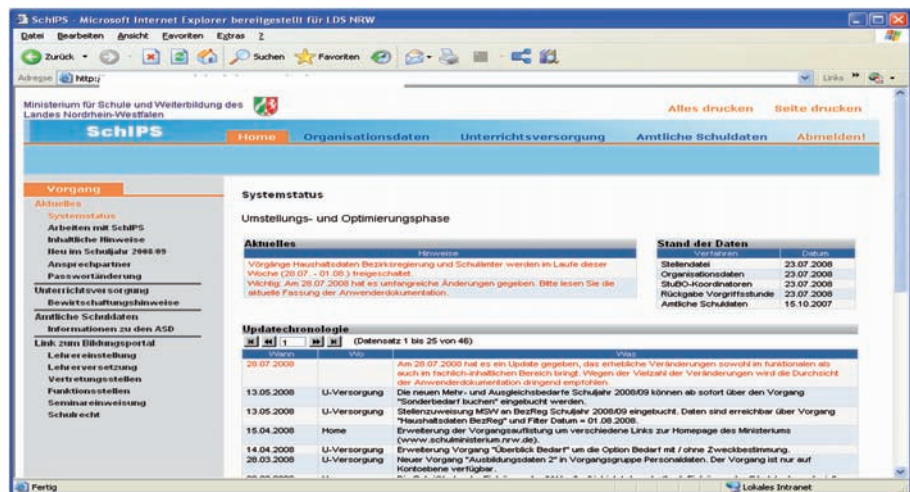 SchIPS - Microsoft Internet Explorer bereitgestellt für LDS NRW
Datei Bearbeiten Ansicht Favoriten Extras ?
Zurück Suchen Favoriten
Adresse http:/ Links
Ministerium für Schule und Weiterbildung des
Landes Nordrhein-Westfalen
Alles drucken Seite drucken
SchIPS
Home Organisationsdaten Unterrichtsversorgung Amtliche Schuldaten Abmelden!
Vorgang
Aktuelles
Systemstatus
Arbeiten mit SchIPS
Inhaltliche Hinweise
Neu im Schuljahr 2008/09
Ansprechpartner
Passwortänderung
Unterrichtsversorgung
Bewirtschaftungshinweise
Amtliche Schuldaten
Informationen zu den ASD
Link zum Bildungsportal
Lehrereinstellung
Lehrerversetzung
Vertretungsstellen
Funktionsstellen
Seminareinweisung
Schulrecht
Systemstatus
Umstellungs- und Optimierungsphase
Aktuelles
Hinweise
Vorgänge Haushaltsdaten Bezirksregierung und Schulämter werden im Laufe dieser
Woche (28.07. - 01.08.) freigeschaltet.
Wichtig: Am 28.07.2008 hat es umfangreiche Änderungen gegeben. Bitte lesen Sie die
aktuelle Fassung der Anwenderdokumentation.
Stand der Daten
Verfahren Datum
Stellendatei 23.07.2008
Organisationsdaten 23.07.2008
StuBO-Koordinatoren 23.07.2008
Rückgabe Vorgriffsstunde 23.07.2008
Amtliche Schuldaten 15.10.2007
Updatechronologie
1 (Datensatz 1 bis 25 von 46)
Wann Wo Was
28.07.2008 Am 28.07.2008 hat es ein Update gegeben, das erhebliche Veränderungen sowohl im funktionalen als
auch im fachlich-inhaltlichen Bereich bringt. Wegen der Vielzahl der Veränderungen wird die Durchsicht
der Anwenderdokumentation dringend empfohlen.
13.05.2008 U-Versorgung Die neuen Mehr- und Ausgleichsbedarfe Schuljahr 2008/09 können ab sofort über den Vorgang
"Sonderbedarf buchen" eingebucht werden.
13.05.2008 U-Versorgung Stellenzuweisung MSW an BezReg Schuljahr 2008/09 eingebucht. Daten sind erreichbar über Vorgang
"Haushaltsdaten BezReg" und Filter Datum = 01.08.2008.
15.04.2008 Home Erweiterung der Vorgangsauflistung um verschiedene Links zur Homepage des Ministeriums
(www.schulministerium.nrw.de).
14.04.2008 U-Versorgung Erweiterung Vorgang "Überblick Bedarf" um die Option Bedarf mit / ohne Zweckbestimmung.
28.03.2008 U-Versorgung Neuer Vorgang "Ausbildungsdaten 2" in Vorgangsgruppe Personaldaten. Der Vorgang ist nur auf
Kontoebene verfügbar.
Fertig Lokales Intranet